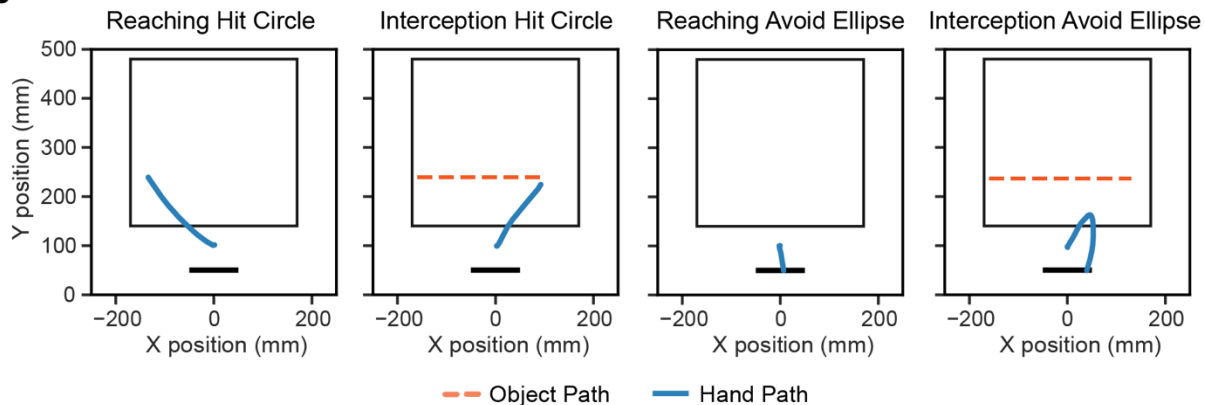 Reaching Hit Circle
Interception Hit Circle
Reaching Avoid Ellipse
Interception Avoid Ellipse
Y position (mm)
500
400
300
200
100
0
−200 0 200
−200 0 200
−200 0 200
−200 0 200
X position (mm)
X position (mm)
X position (mm)
X position (mm)
Object Path
Hand Path